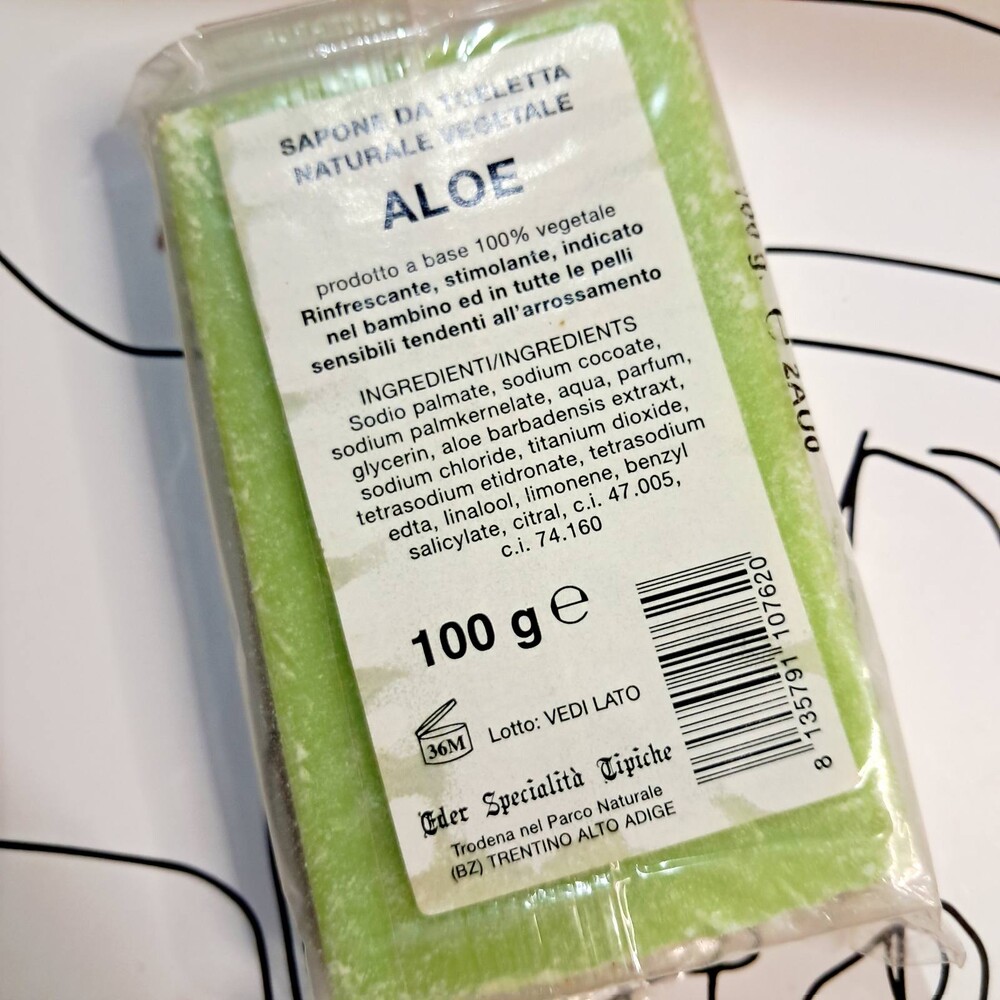 SAPONE DA TOELETTA
NATURALE VEGETALE
ALOE
prodotto a base 100% vegetale
Rinfrescante, stimolante, indicato
nel bambino ed in tutte le pelli
sensibili tendenti all'arrossamento
INGREDIENTI/INGREDIENTS
Sodio palmate, sodium cocoate,
sodium palmkernelate, aqua, parfum,
glycerin, aloe barbadensis extraxt,
sodium chloride, titanium dioxide,
tetrasodium etidronate, tetrasodium
edta, linalool, limonene, benzyl
salicylate, citral, c.i. 47.005,
c.i. 74.160
100 g ℮
36M
Lotto: VEDI LATO
Eder Specialità Tipiche
Trodena nel Parco Naturale
(BZ) TRENTINO ALTO ADIGE
8 135791 107620